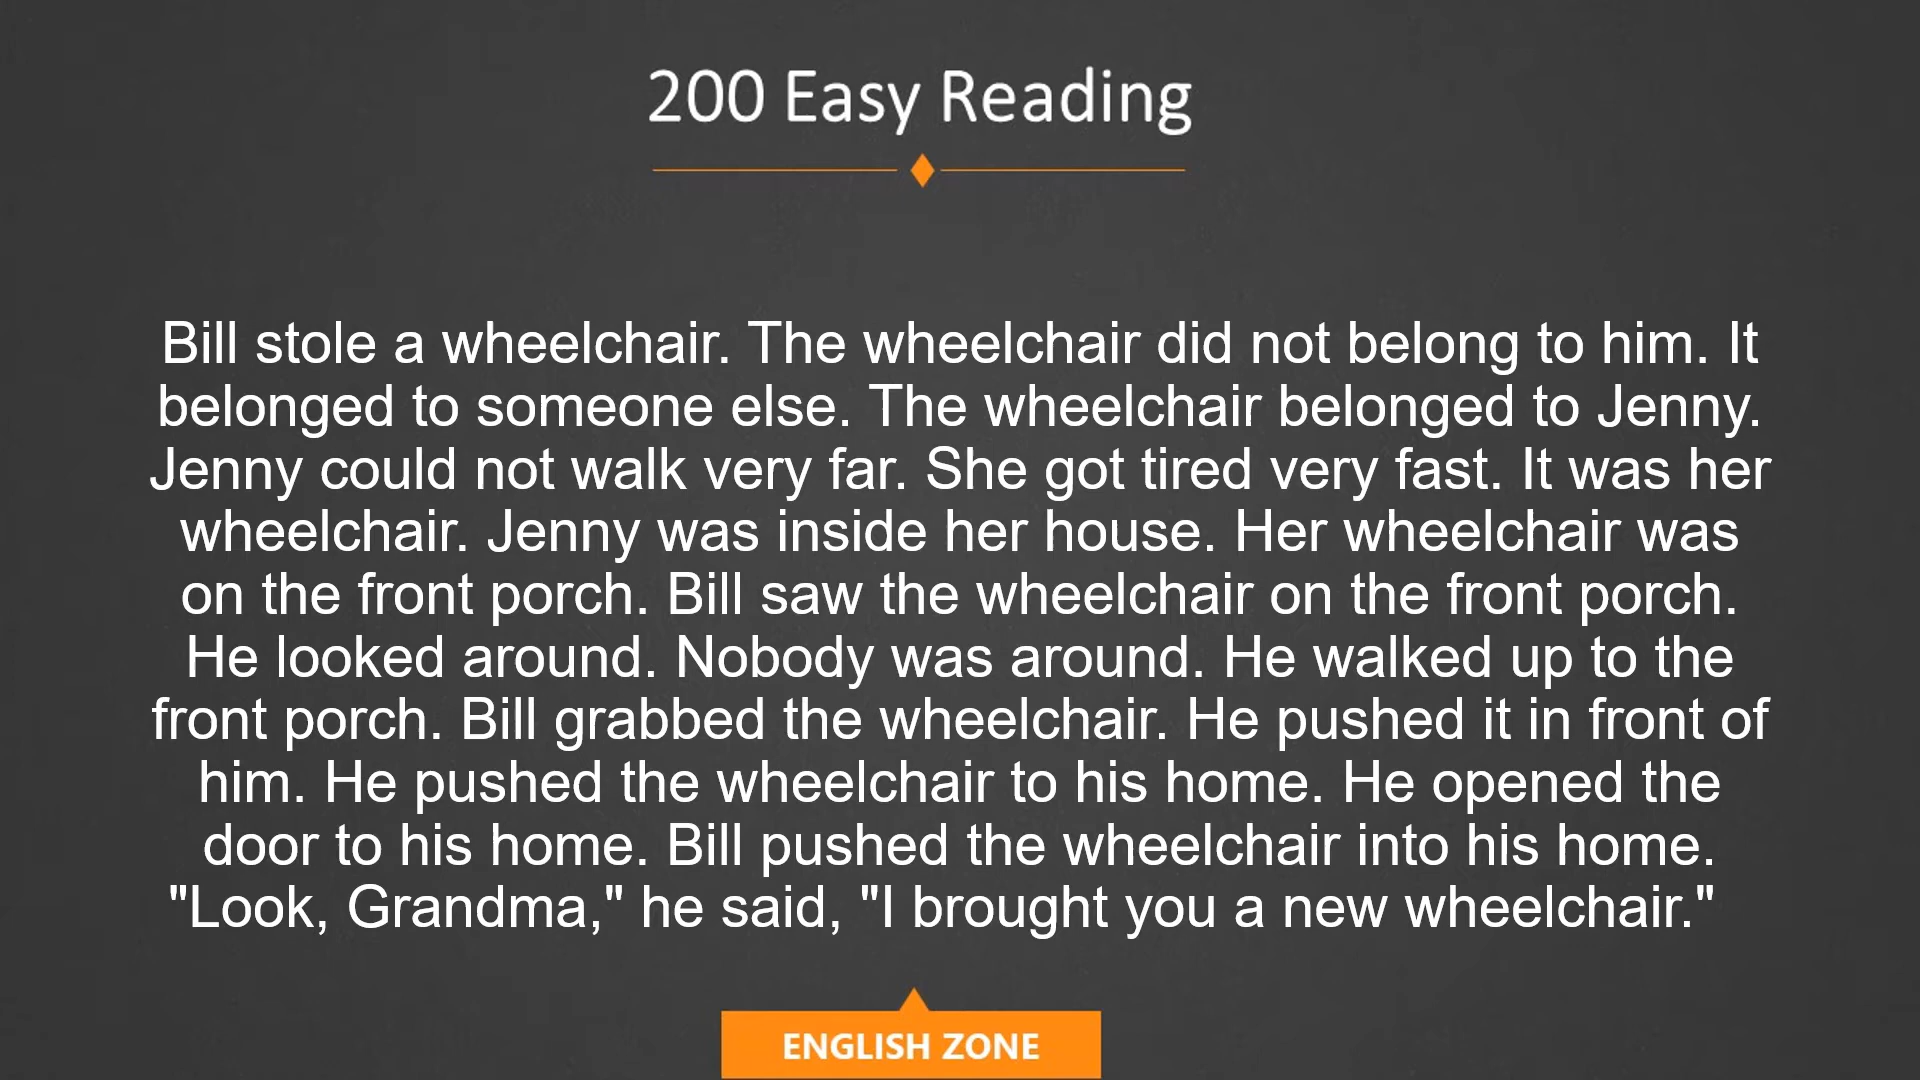 200 Easy Reading
Bill stole a wheelchair. The wheelchair did not belong to him. It
belonged to someone else. The wheelchair belonged to Jenny.
Jenny could not walk very far. She got tired very fast. It was her
wheelchair. Jenny was inside her house. Her wheelchair was
on the front porch. Bill saw the wheelchair on the front porch.
He looked around. Nobody was around. He walked up to the
front porch. Bill grabbed the wheelchair. He pushed it in front of
him. He pushed the wheelchair to his home. He opened the
door to his home. Bill pushed the wheelchair into his home.
"Look, Grandma," he said, "I brought you a new wheelchair."
ENGLISH ZONE